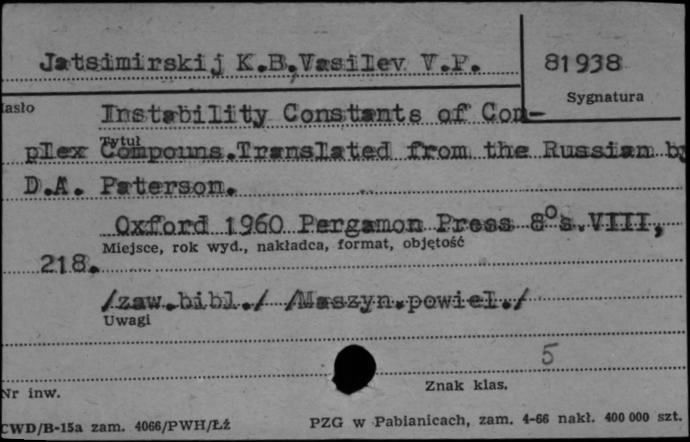 Jatsimirskij K.B,Vasilev V.P.
81938
asło
Sygnatura
Instability Constants of Com-
Tytuł
plex Compouns.Translated from the Russian by
D.A. Paterson.
Oxford 1960 Pergamon Press 8°s.VIII,
Miejsce, rok wyd., nakładca, format, objętość
218.
/zaw.bibl./ /Maszyn.powiel./
Uwagi
5
Nr inw.
Znak klas.
CWD/B-15a zam. 4066/PWH/Łź
PZG w Pabianicach, zam. 4-66 nakł. 400 000 szt.